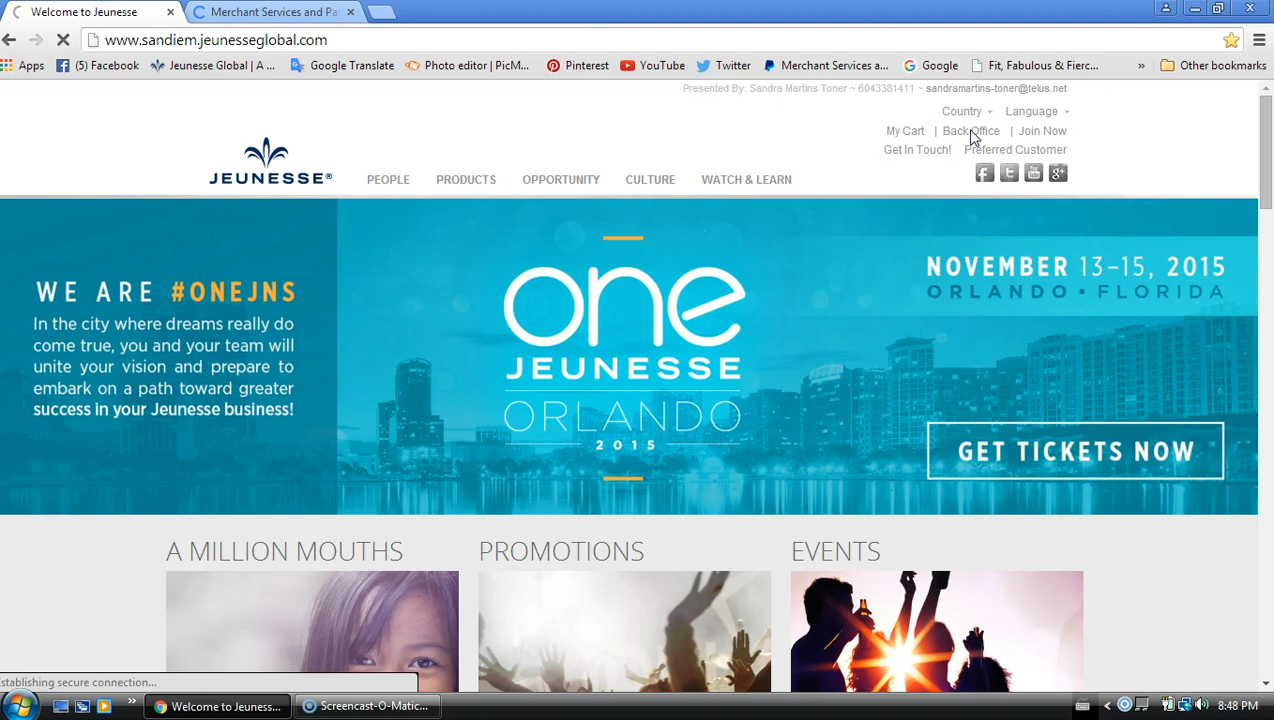 Welcome to Jeunesse
Merchant Services and Pa
www.sandiem.jeunesseglobal.com
Apps
(5) Facebook
Jeunesse Global | A ...
Google Translate
Photo editor | PicM...
Pinterest
YouTube
Twitter
Merchant Services a...
Google
Fit, Fabulous & Fierc...
»
Other bookmarks
Presented By: Sandra Martins Toner ~ 6043381411 ~ sandramartins-toner@telus.net
Country Language
My Cart | Back Office | Join Now
Get In Touch! Preferred Customer
JEUNESSE®
PEOPLE PRODUCTS OPPORTUNITY CULTURE WATCH & LEARN
WE ARE #ONEJNS
In the city where dreams really do
come true, you and your team will
unite your vision and prepare to
embark on a path toward greater
success in your Jeunesse business!
one
JEUNESSE
ORLANDO
2015
NOVEMBER 13-15, 2015
ORLANDO • FLORIDA
GET TICKETS NOW
A MILLION MOUTHS
PROMOTIONS
EVENTS
Establishing secure connection...
»
Welcome to Jeuness...
Screencast-O-Matic...
8:48 PM